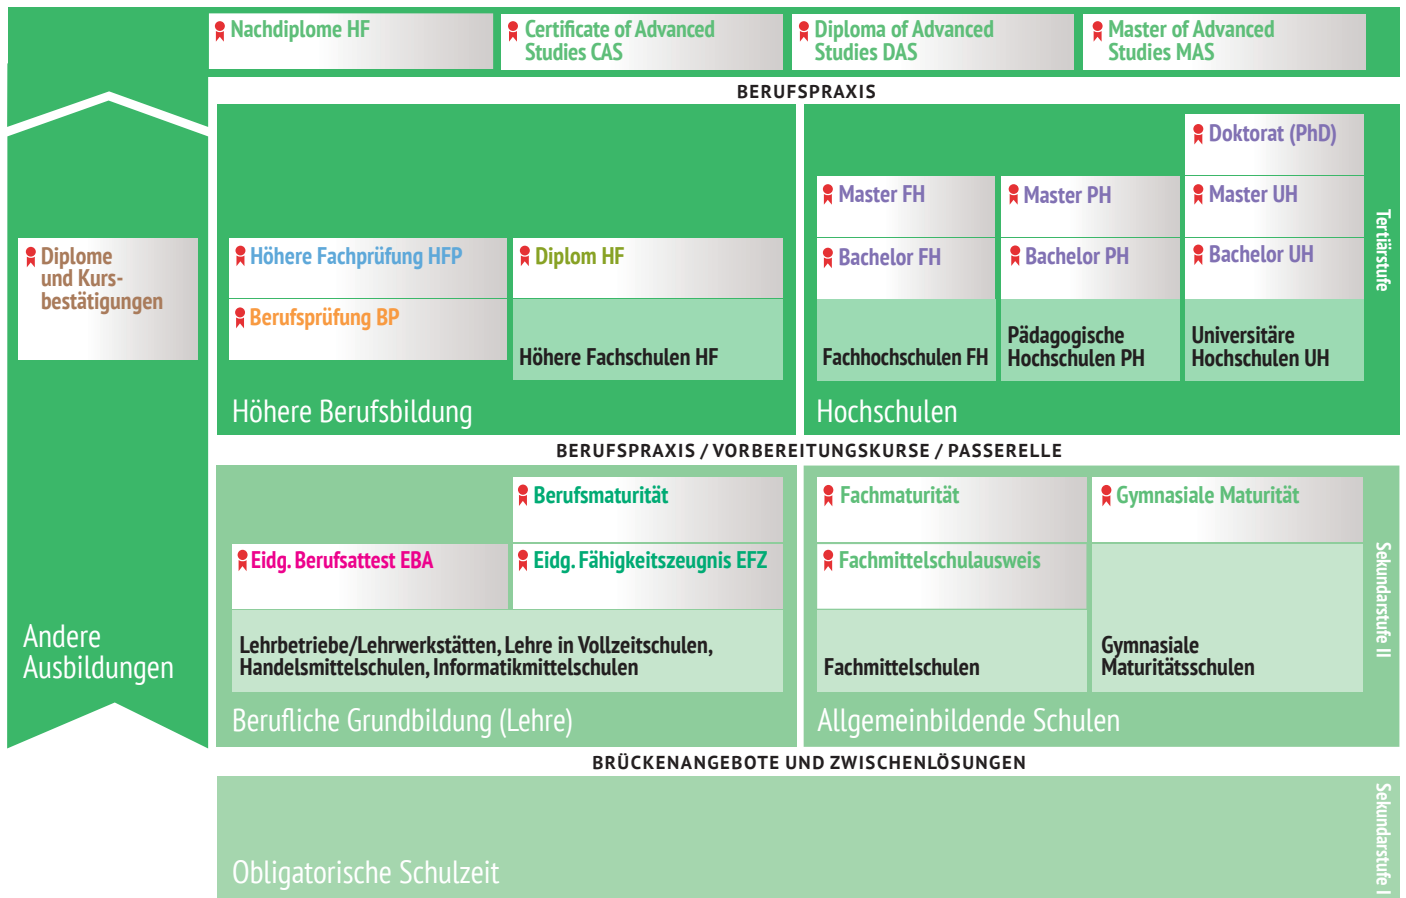 Nachdiplome HF
Certificate of Advanced
Studies CAS
Diploma of Advanced
Studies DAS
Master of Advanced
Studies MAS
BERUFSPRAXIS
Diplome
und Kurs-
bestätigungen
Andere
Ausbildungen
Höhere Fachprüfung HFP
Berufsprüfung BP
Diplom HF
Höhere Fachschulen HF
Höhere Berufsbildung
Master FH
Bachelor FH
Fachhochschulen FH
Master PH
Bachelor PH
Pädagogische
Hochschulen PH
Doktorat (PhD)
Master UH
Bachelor UH
Universitäre
Hochschulen UH
Hochschulen
Tertiärstufe
BERUFSPRAXIS / VORBEREITUNGSKURSE / PASSERELLE
Berufsmaturität
Eidg. Berufsattest EBA
Eidg. Fähigkeitszeugnis EFZ
Lehrbetriebe/Lehrwerkstätten, Lehre in Vollzeitschulen,
Handelsmittelschulen, Informatikmittelschulen
Berufliche Grundbildung (Lehre)
Fachmaturität
Fachmittelschulausweis
Fachmittelschulen
Gymnasiale Maturität
Gymnasiale
Maturitätsschulen
Allgemeinbildende Schulen
Sekundarstufe II
BRÜCKENANGEBOTE UND ZWISCHENLÖSUNGEN
Obligatorische Schulzeit
Sekundarstufe I